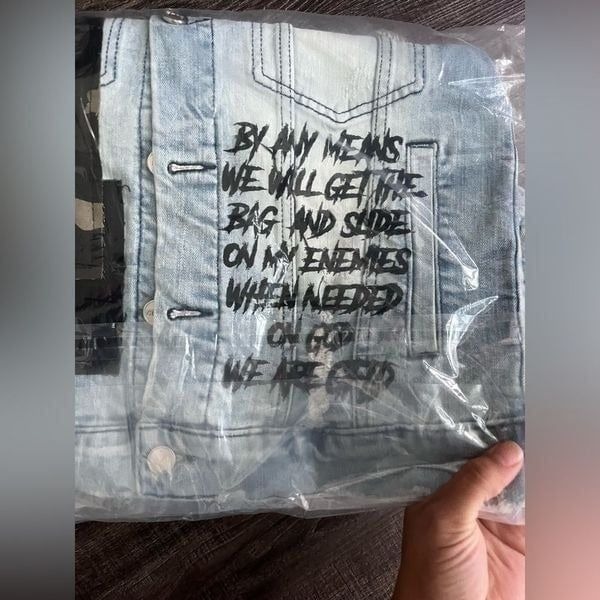 BY ANY MEANS
WE WILL GET THE
BAG AND SLIDE
ON MY ENEMIES
WHEN NEEDED
ON GOD
WE ARE